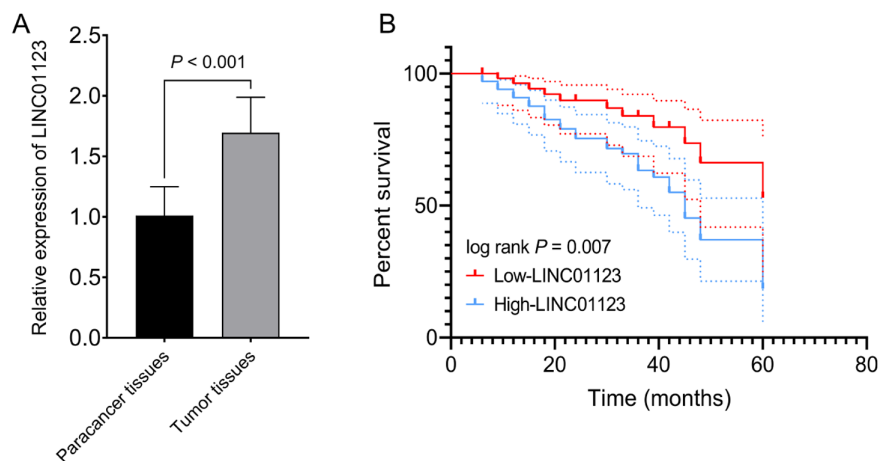 A
Relative expression of LINC01123
2.5
2.0
1.5
1.0
0.5
0.0
P < 0.001
Paracancer tissues
Tumor tissues
B
Percent survival
100
50
0
log rank P = 0.007
Low-LINC01123
High-LINC01123
0 20 40 60 80
Time (months)